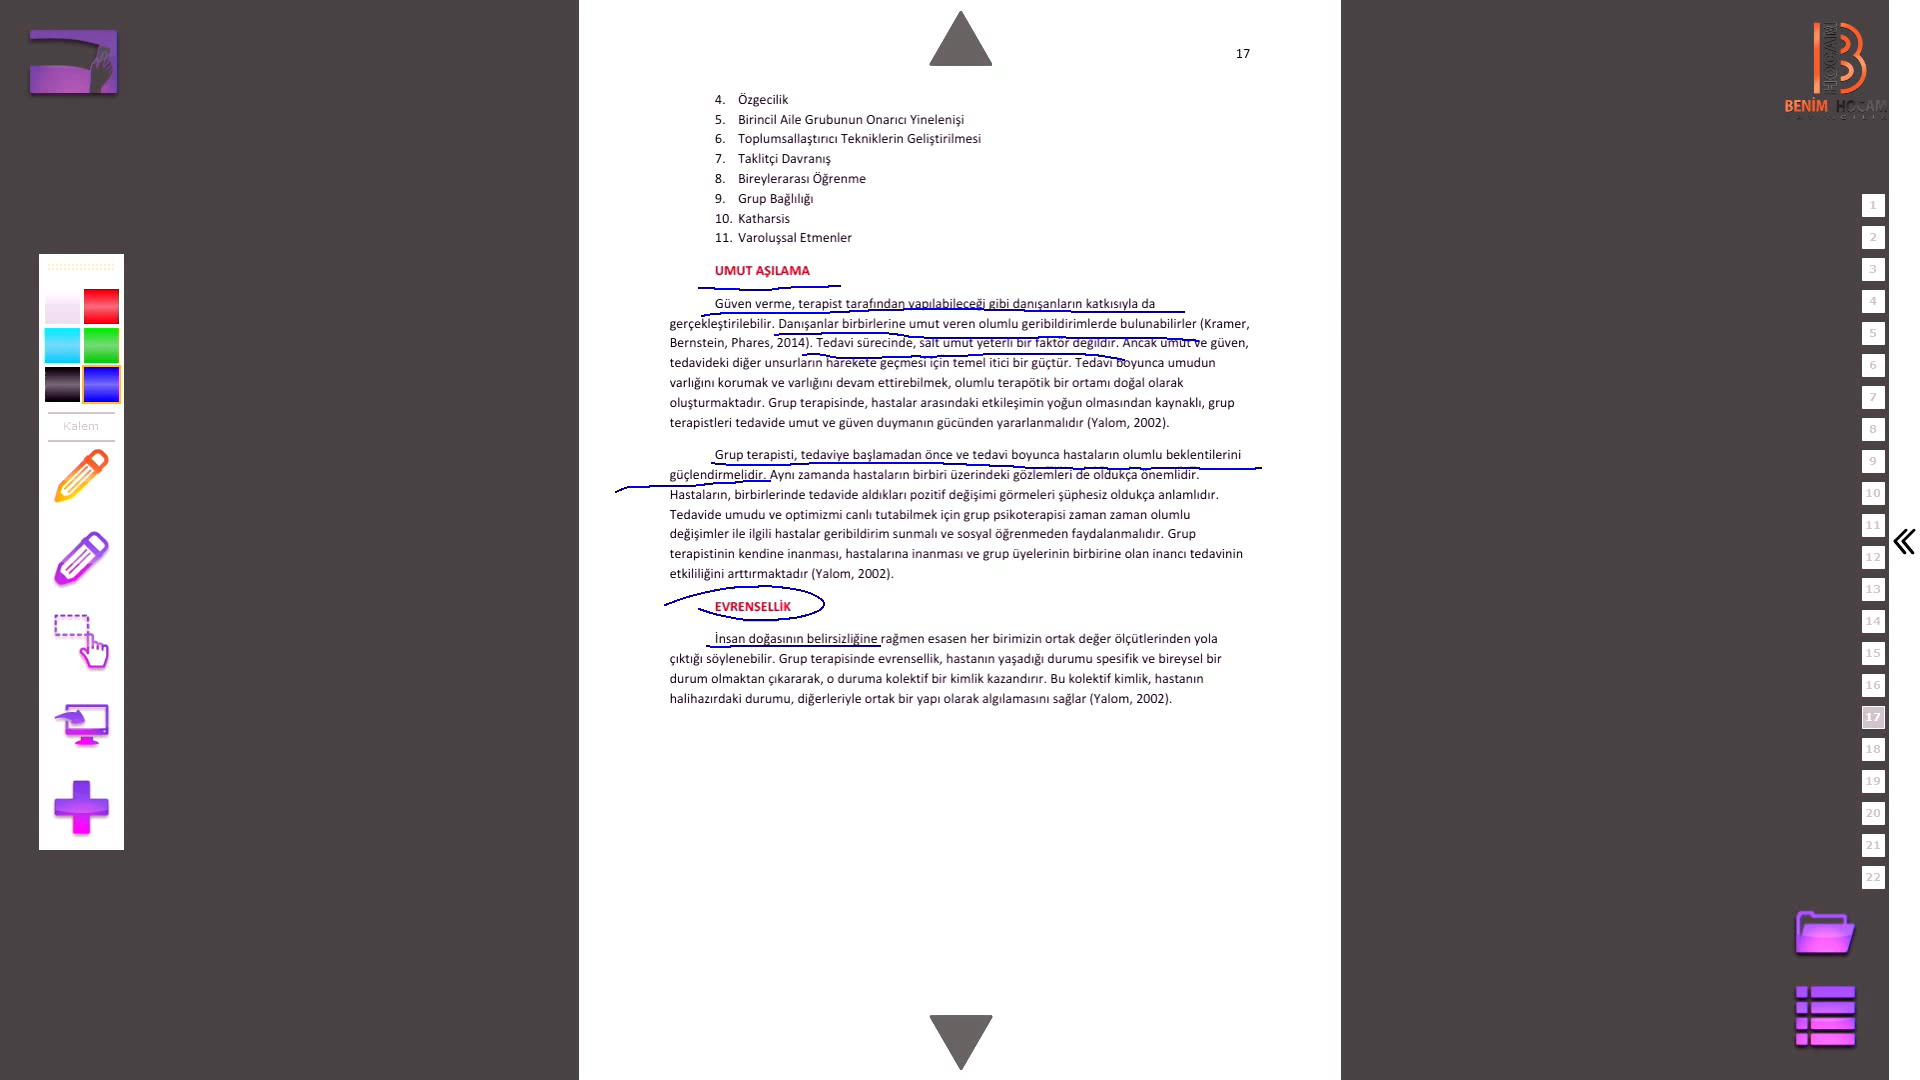 17
4. Özgecilik
5. Birincil Aile Grubunun Onarıcı Yinelenişi
6. Toplumsallaştırıcı Tekniklerin Geliştirilmesi
7. Taklitçi Davranış
8. Bireylerarası Öğrenme
9. Grup Bağlılığı
10. Katharsis
11. Varoluşsal Etmenler
UMUT AŞILAMA
Güven verme, terapist tarafından yapılabileceği gibi danışanların katkısıyla da
gerçekleştirilebilir. Danışanlar birbirlerine umut veren olumlu geribildirimlerde bulunabilirler (Kramer,
Bernstein, Phares, 2014). Tedavi sürecinde, salt umut yeterli bir faktör değildir. Ancak umut ve güven,
tedavideki diğer unsurların harekete geçmesi için temel itici bir güçtür. Tedavi boyunca umudun
varlığını korumak ve varlığını devam ettirebilmek, olumlu terapötik bir ortamı doğal olarak
oluşturmaktadır. Grup terapisinde, hastalar arasındaki etkileşimin yoğun olmasından kaynaklı, grup
terapistleri tedavide umut ve güven duymanın gücünden yararlanmalıdır (Yalom, 2002).
Grup terapisti, tedaviye başlamadan önce ve tedavi boyunca hastaların olumlu beklentilerini
güçlendirmelidir. Aynı zamanda hastaların birbiri üzerindeki gözlemleri de oldukça önemlidir.
Hastaların, birbirlerinde tedavide aldıkları pozitif değişimi görmeleri şüphesiz oldukça anlamlıdır.
Tedavide umudu ve optimizmi canlı tutabilmek için grup psikoterapisi zaman zaman olumlu
değişimler ile ilgili hastalar geribildirim sunmalı ve sosyal öğrenmeden faydalanmalıdır. Grup
terapistinin kendine inanması, hastalarına inanması ve grup üyelerinin birbirine olan inancı tedavinin
etkililiğini arttırmaktadır (Yalom, 2002).
EVRENSELLİK
İnsan doğasının belirsizliğine rağmen esasen her birimizin ortak değer ölçütlerinden yola
çıktığı söylenebilir. Grup terapisinde evrensellik, hastanın yaşadığı durumu spesifik ve bireysel bir
durum olmaktan çıkararak, o duruma kolektif bir kimlik kazandırır. Bu kolektif kimlik, hastanın
halihazırdaki durumu, diğerleriyle ortak bir yapı olarak algılamasını sağlar (Yalom, 2002).
Kalem
B
HOCAM
BENİM HOCAM
YAYINCILIK
1
2
3
4
5
6
7
8
9
10
11
12
13
14
15
16
17
18
19
20
21
22